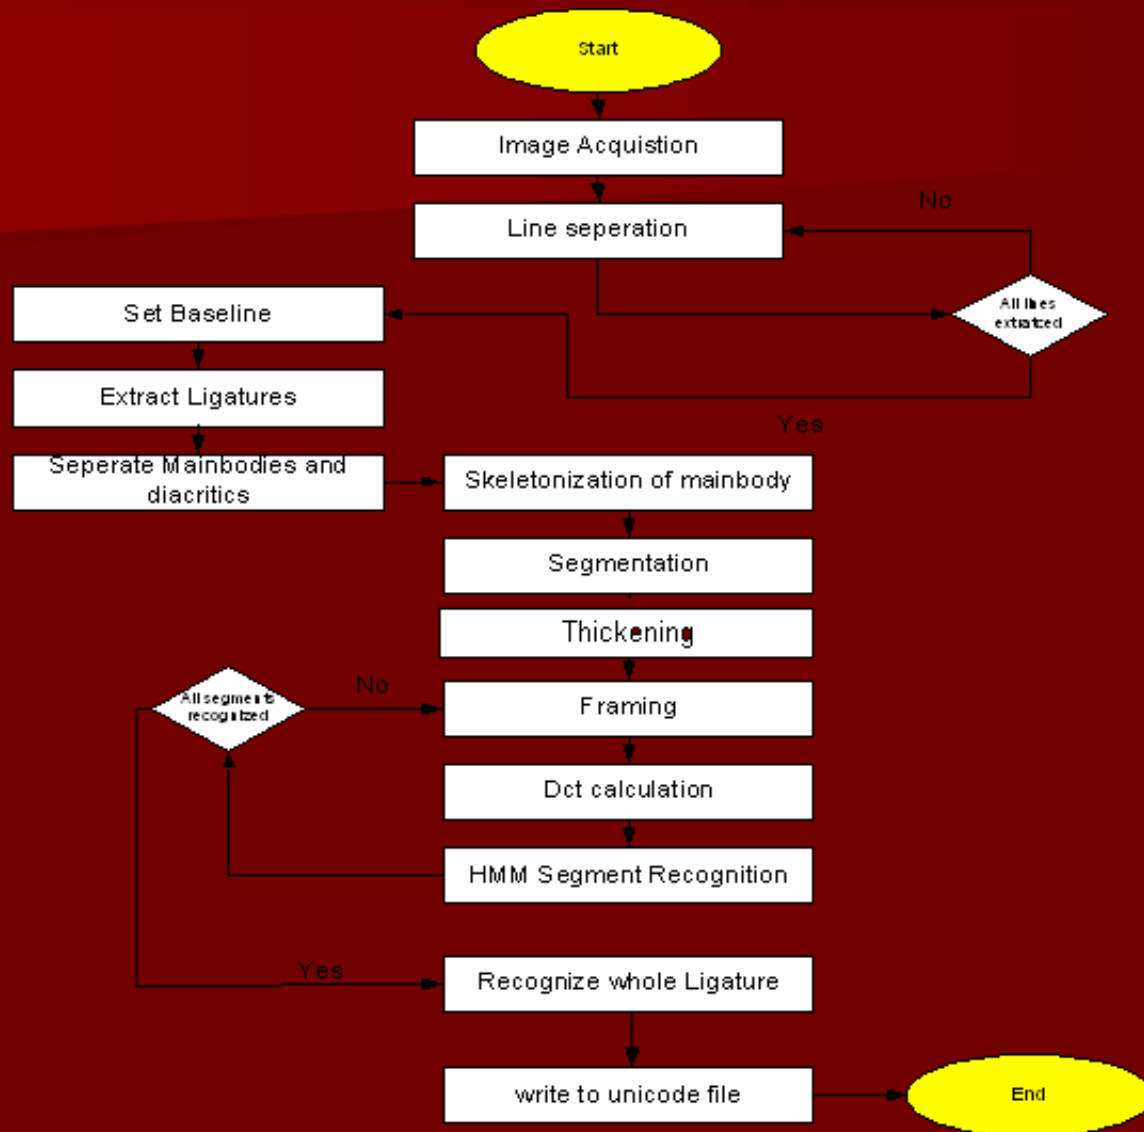 Start
Image Acquistion
Line seperation
No
All lines
extratzed
Yes
Set Baseline
Extract Ligatures
Seperate Mainbodies and
diacritics
Skeletonization of mainbody
Segmentation
Thickening
Framing
Dct calculation
HMM Segment Recognition
All segments
recognized
No
Yes
Recognize whole Ligature
write to unicode file
End